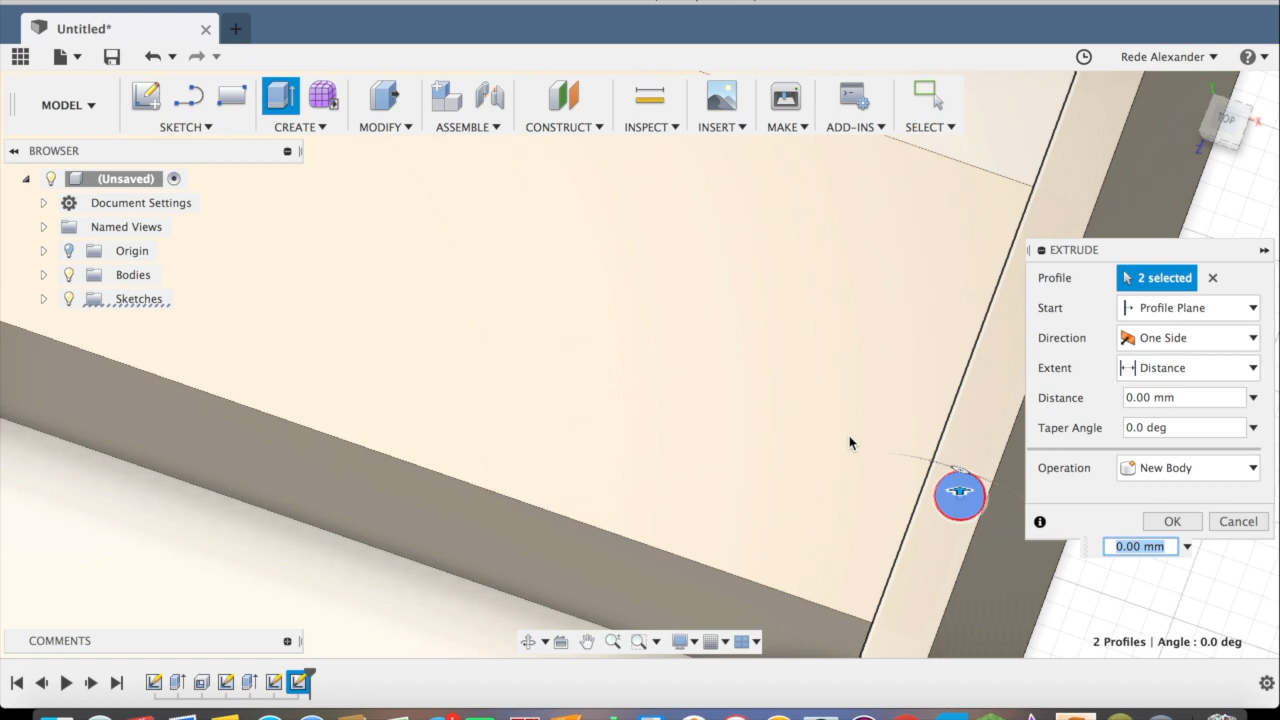 Untitled*
Rede Alexander
MODEL
SKETCH
CREATE
MODIFY
ASSEMBLE
CONSTRUCT
INSPECT
INSERT
MAKE
ADD-INS
SELECT
TOP
X
Z
BROWSER
(Unsaved)
Document Settings
Named Views
Origin
Bodies
Sketches
EXTRUDE
Profile 2 selected
Start Profile Plane
Direction One Side
Extent Distance
Distance 0.00 mm
Taper Angle 0.0 deg
Operation New Body
OK Cancel
0.00 mm
COMMENTS
2 Profiles | Angle : 0.0 deg